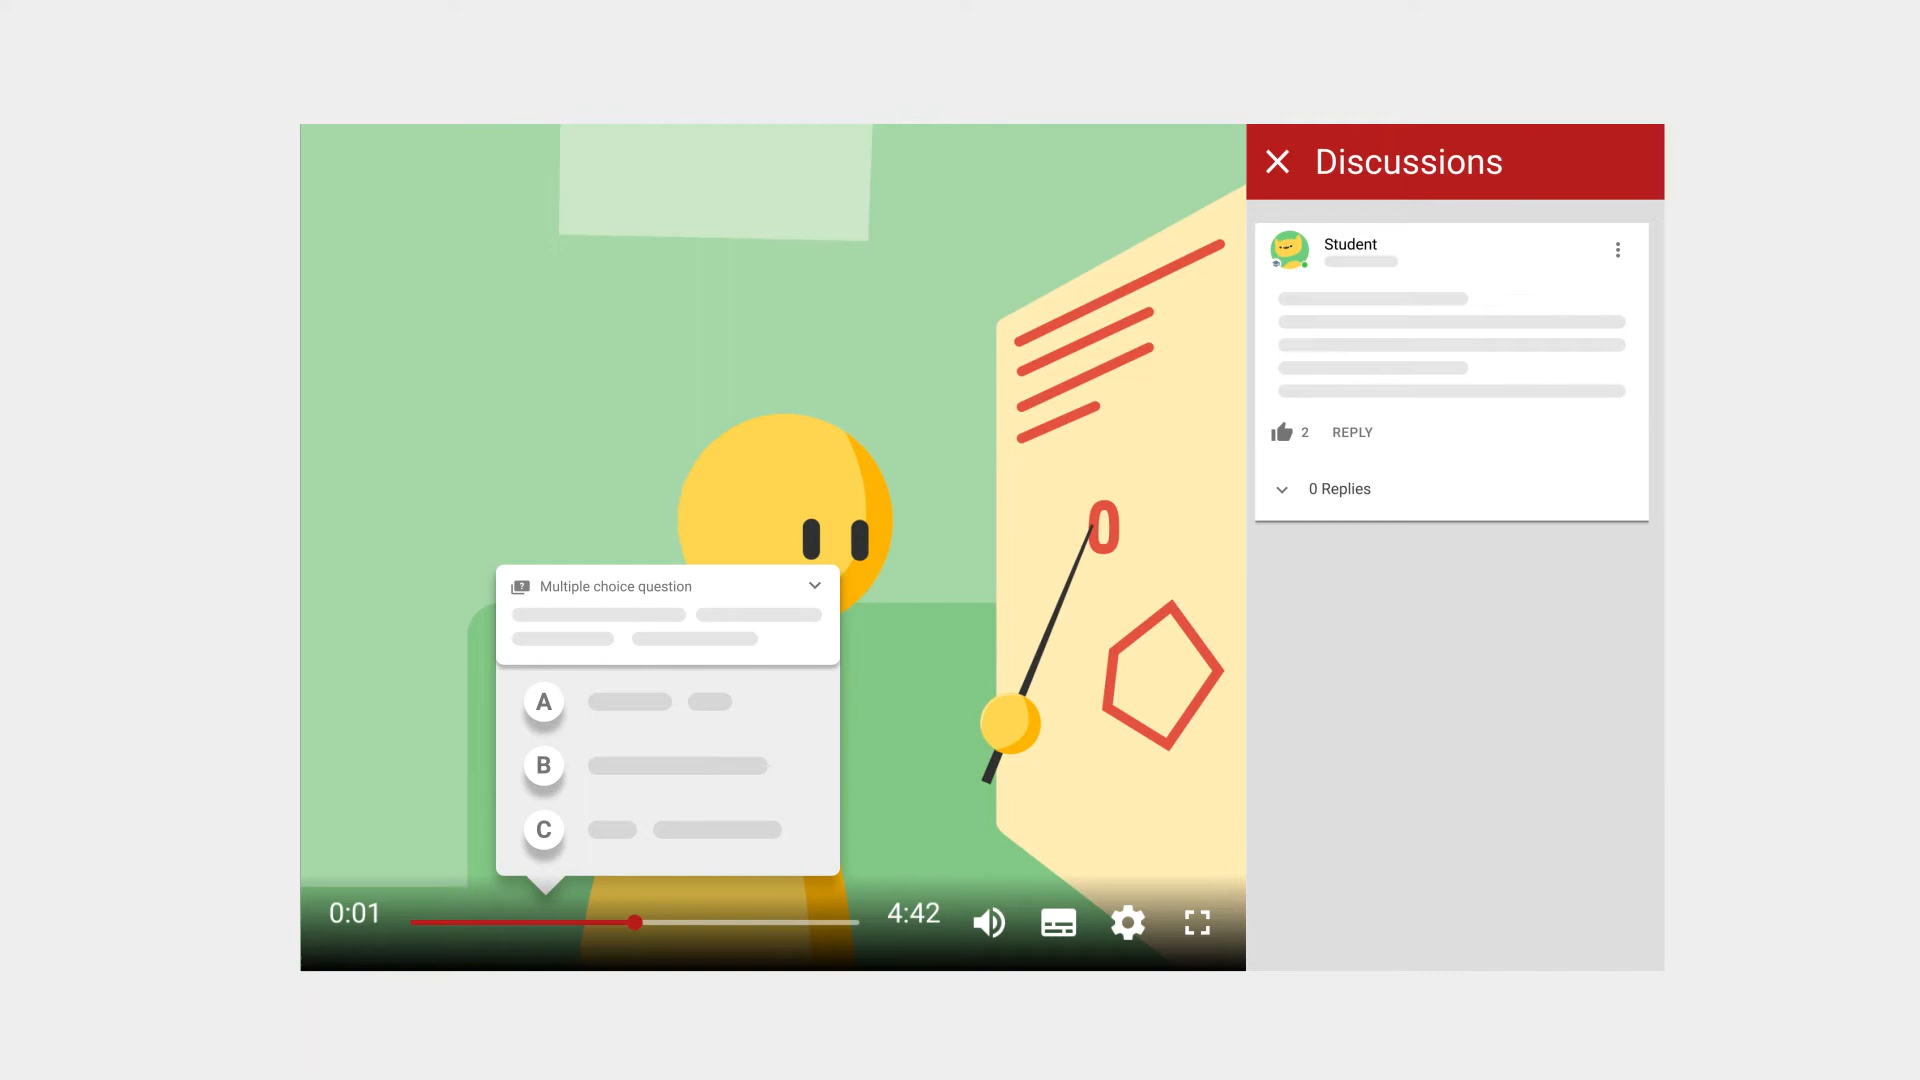 Discussions
Student
2 REPLY
0 Replies
0
Multiple choice question
A
B
C
0:01
4:42